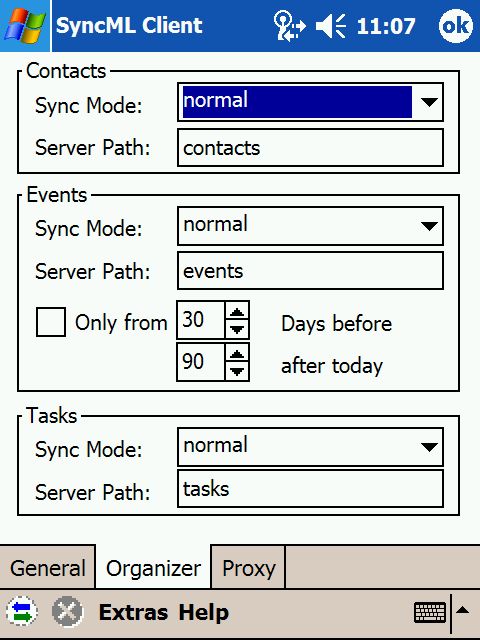 SyncML Client 11:07 ok
Contacts
Sync Mode: normal
Server Path: contacts
Events
Sync Mode: normal
Server Path: events
Only from 30 Days before
90 after today
Tasks
Sync Mode: normal
Server Path: tasks
General Organizer Proxy
Extras Help